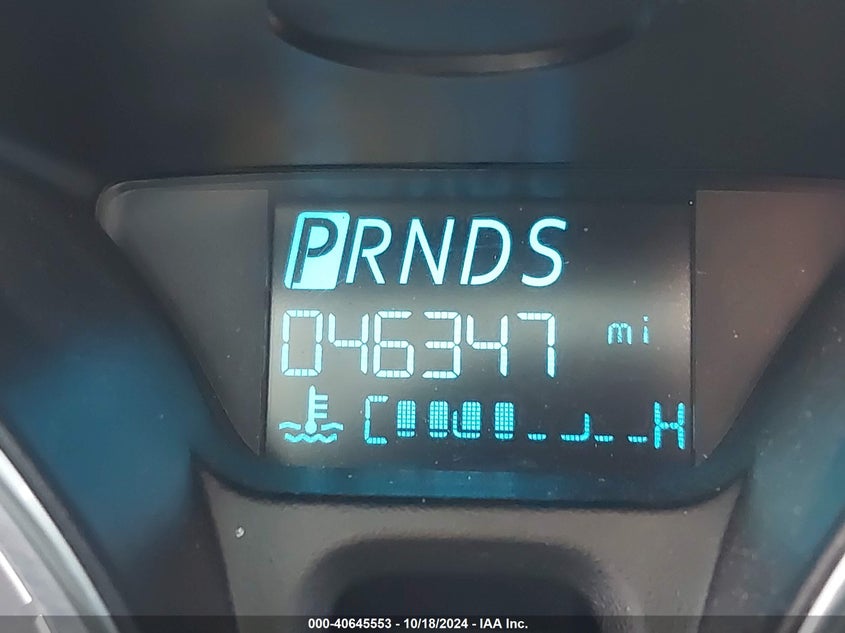 PRNDS
046347 mi
C H
000-40645553 - 10/18/2024 - IAA Inc.